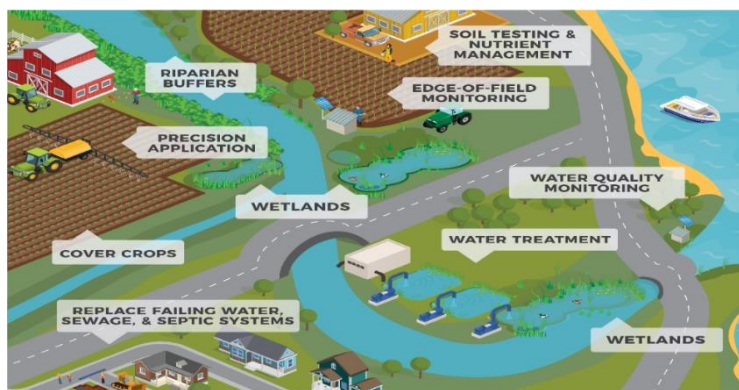 SOIL TESTING &
NUTRIENT
MANAGEMENT
RIPARIAN
BUFFERS
EDGE-OF-FIELD
MONITORING
PRECISION
APPLICATION
WATER QUALITY
MONITORING
WETLANDS
WATER TREATMENT
COVER CROPS
REPLACE FAILING WATER,
SEWAGE, & SEPTIC SYSTEMS
WETLANDS